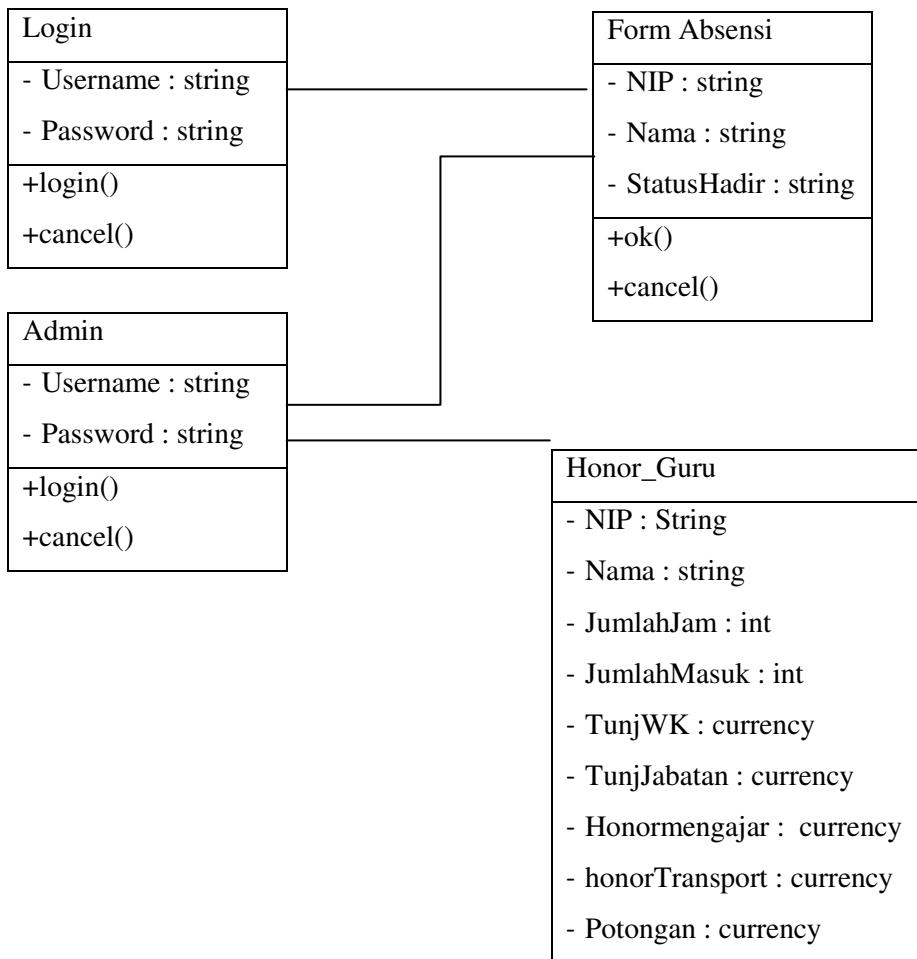 Login
- Username : string
- Password : string
+login()
+cancel()
Form Absensi
- NIP : string
- Nama : string
- StatusHadir : string
+ok()
+cancel()
Admin
- Username : string
- Password : string
+login()
+cancel()
Honor_Guru
- NIP : String
- Nama : string
- JumlahJam : int
- JumlahMasuk : int
- TunjWK : currency
- TunjJabatan : currency
- Honormengajar :  currency
- honorTransport : currency
- Potongan : currency